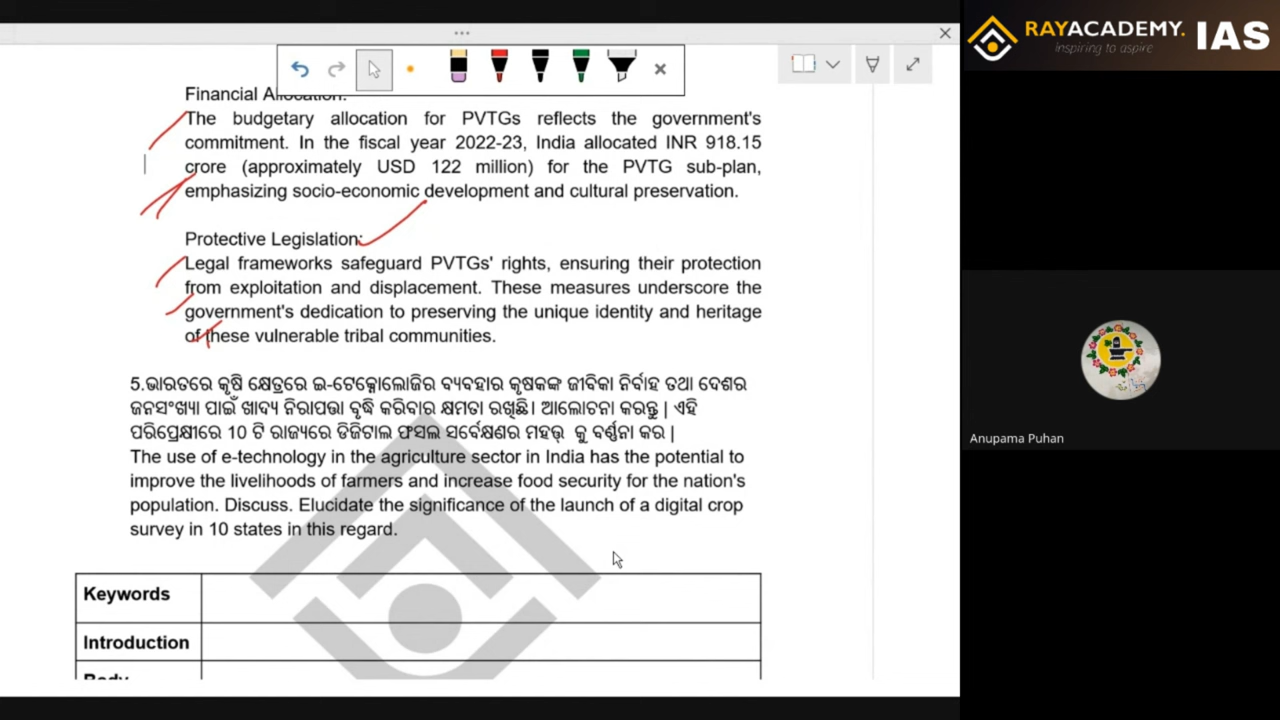 RAYACADEMY. IAS
inspiring to aspire
Financial Allocation:
The budgetary allocation for PVTGs reflects the government's
commitment. In the fiscal year 2022-23, India allocated INR 918.15
crore (approximately USD 122 million) for the PVTG sub-plan,
emphasizing socio-economic development and cultural preservation.
Protective Legislation:
Legal frameworks safeguard PVTGs' rights, ensuring their protection
from exploitation and displacement. These measures underscore the
government's dedication to preserving the unique identity and heritage
of these vulnerable tribal communities.
5.ଭାରତରେ କୃଷି କ୍ଷେତ୍ରରେ ଇ-ଟେକ୍ନୋଲୋଜିର ବ୍ୟବହାର କୃଷକଙ୍କ ଜୀବିକା ନିର୍ବାହ ତଥା ଦେଶର
ଜନସଂଖ୍ୟା ପାଇଁ ଖାଦ୍ୟ ନିରାପତ୍ତା ବୃଦ୍ଧି କରିବାର କ୍ଷମତା ରଖିଛି। ଆଲୋଚନା କରନ୍ତୁ | ଏହି
ପରିପ୍ରେକ୍ଷୀରେ 10 ଟି ରାଜ୍ୟରେ ଡିଜିଟାଲ ଫସଲ ସର୍ବେକ୍ଷଣର ମହତ୍ତ୍ଵ କୁ ବର୍ଣ୍ଣନା କର |
The use of e-technology in the agriculture sector in India has the potential to
improve the livelihoods of farmers and increase food security for the nation's
population. Discuss. Elucidate the significance of the launch of a digital crop
survey in 10 states in this regard.
Keywords
Introduction
Body
Anupama Puhan